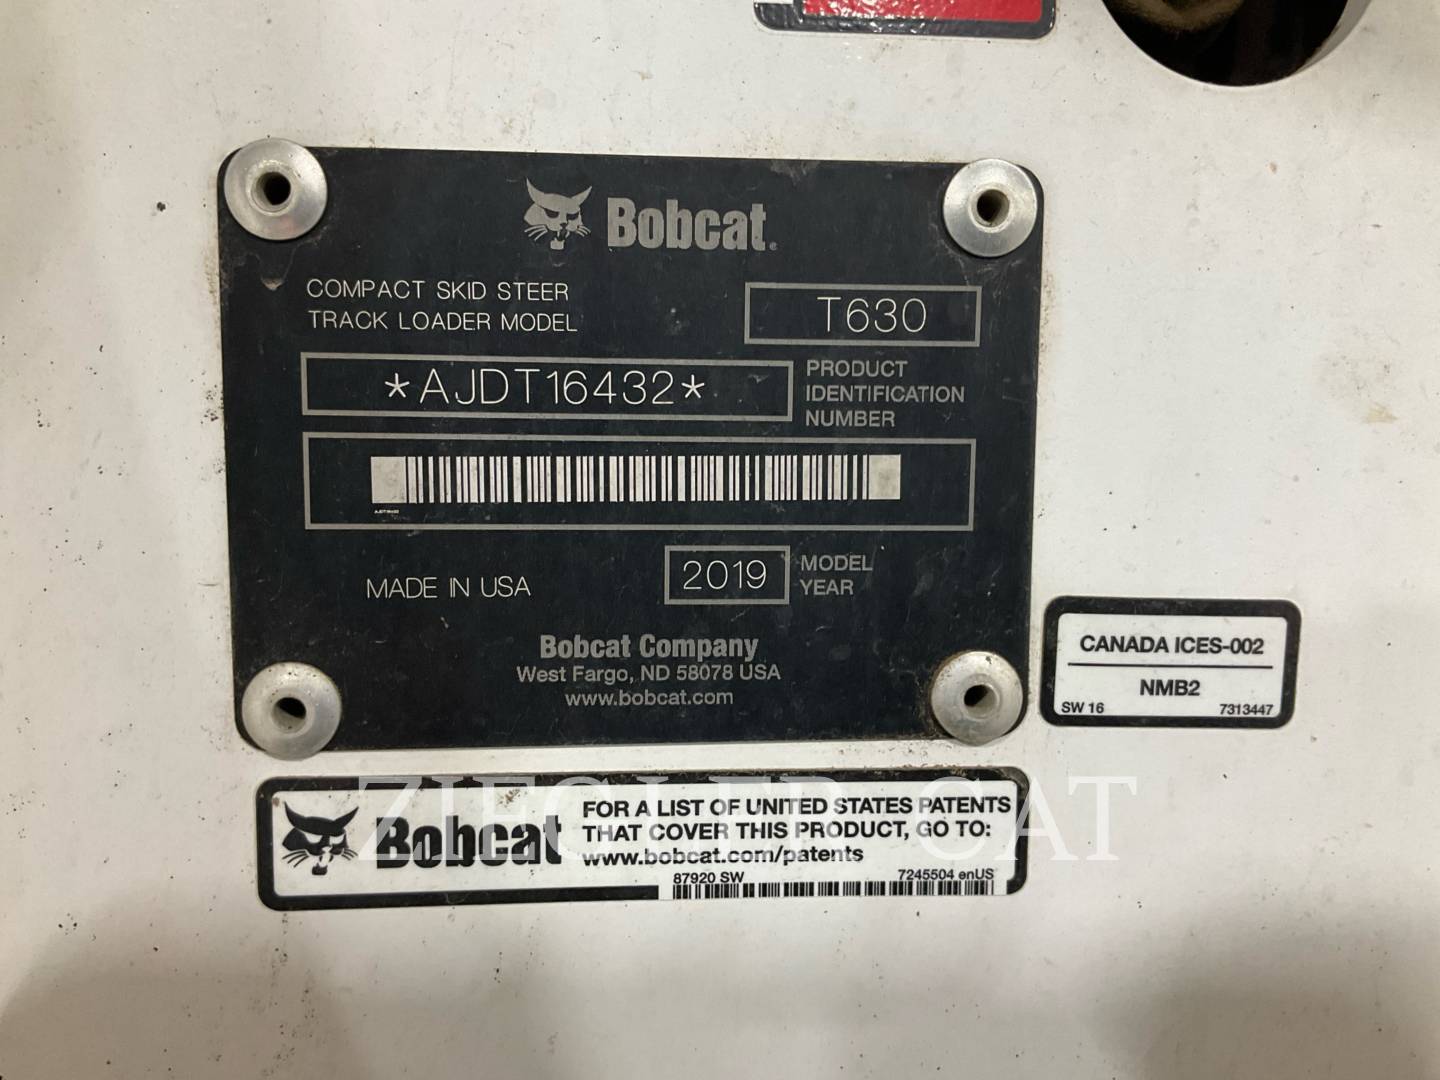 Bobcat.
COMPACT SKID STEER
TRACK LOADER MODEL
T630
*AJDT16432*
PRODUCT
IDENTIFICATION
NUMBER
MADE IN USA
2019
MODEL
YEAR
Bobcat Company
West Fargo, ND 58078 USA
www.bobcat.com
CANADA ICES-002
NMB2
SW 16 7313447
ZIEGLER CAT
Bobcat
FOR A LIST OF UNITED STATES PATENTS
THAT COVER THIS PRODUCT, GO TO:
www.bobcat.com/patents
87920 SW 7245504 enUS